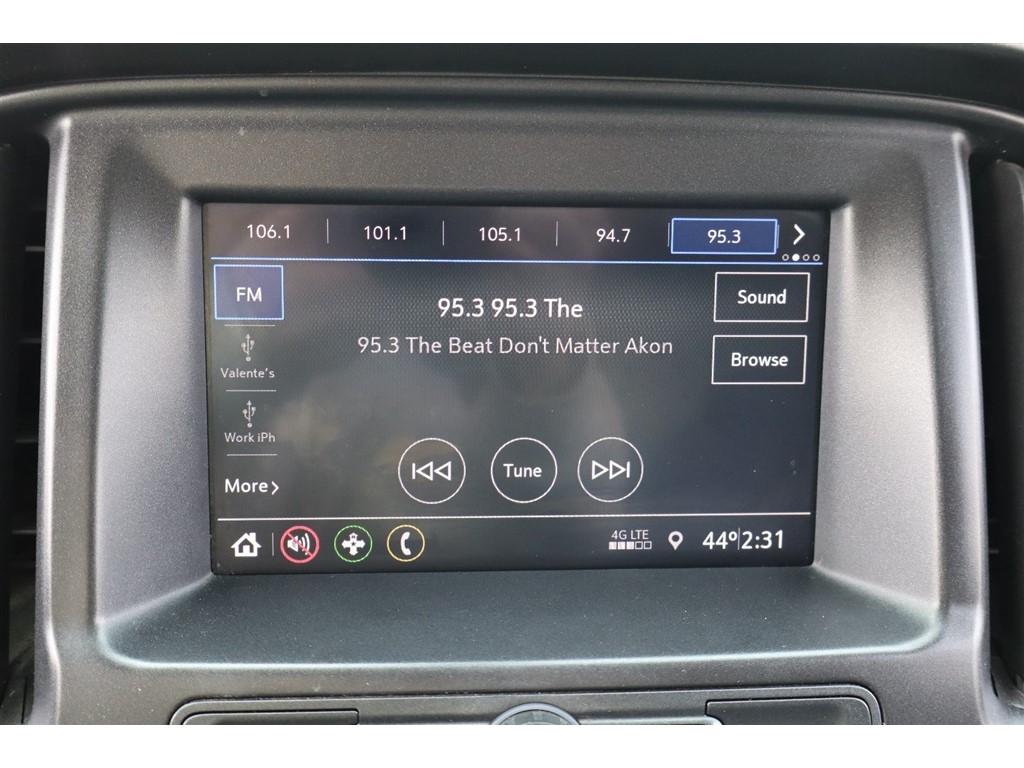 106.1 101.1 105.1 94.7 95.3
FM
95.3 95.3 The
Sound
95.3 The Beat Don't Matter Akon
Browse
Valente's
Work iPh
More
Tune
4G LTE
44° 2:31